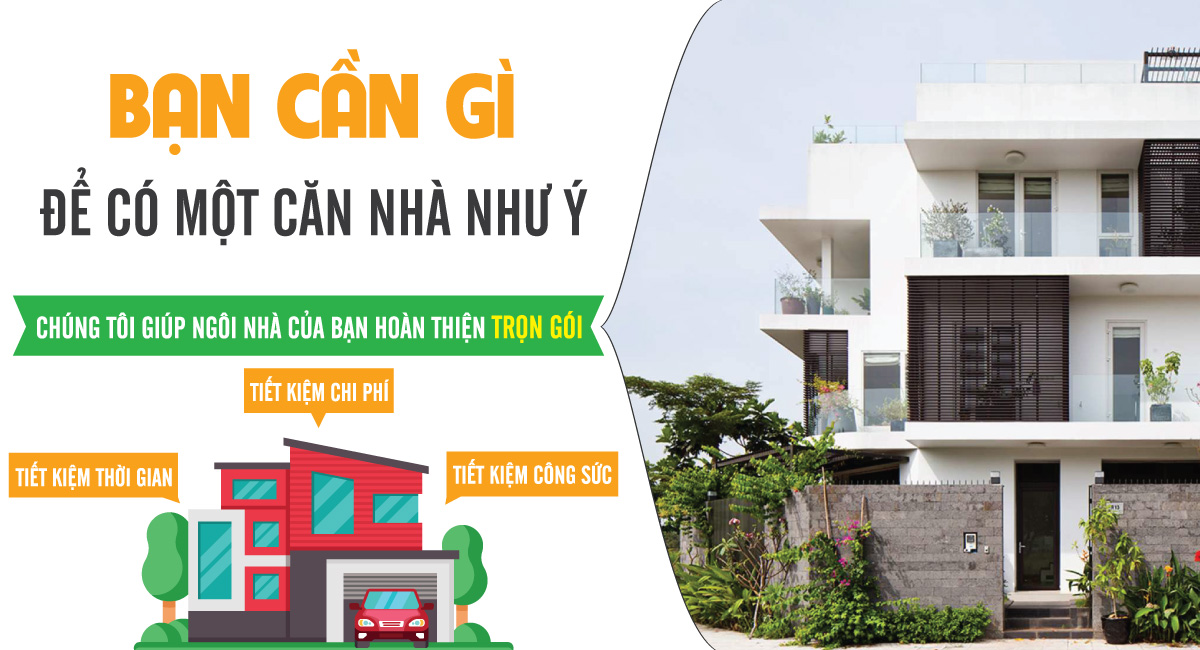 BẠN CẦN GÌ
ĐỂ CÓ MỘT CĂN NHÀ NHƯ Ý
CHÚNG TÔI GIÚP NGÔI NHÀ CỦA BẠN HOÀN THIỆN TRỌN GÓI
TIẾT KIỆM CHI PHÍ
TIẾT KIỆM THỜI GIAN
TIẾT KIỆM CÔNG SỨC